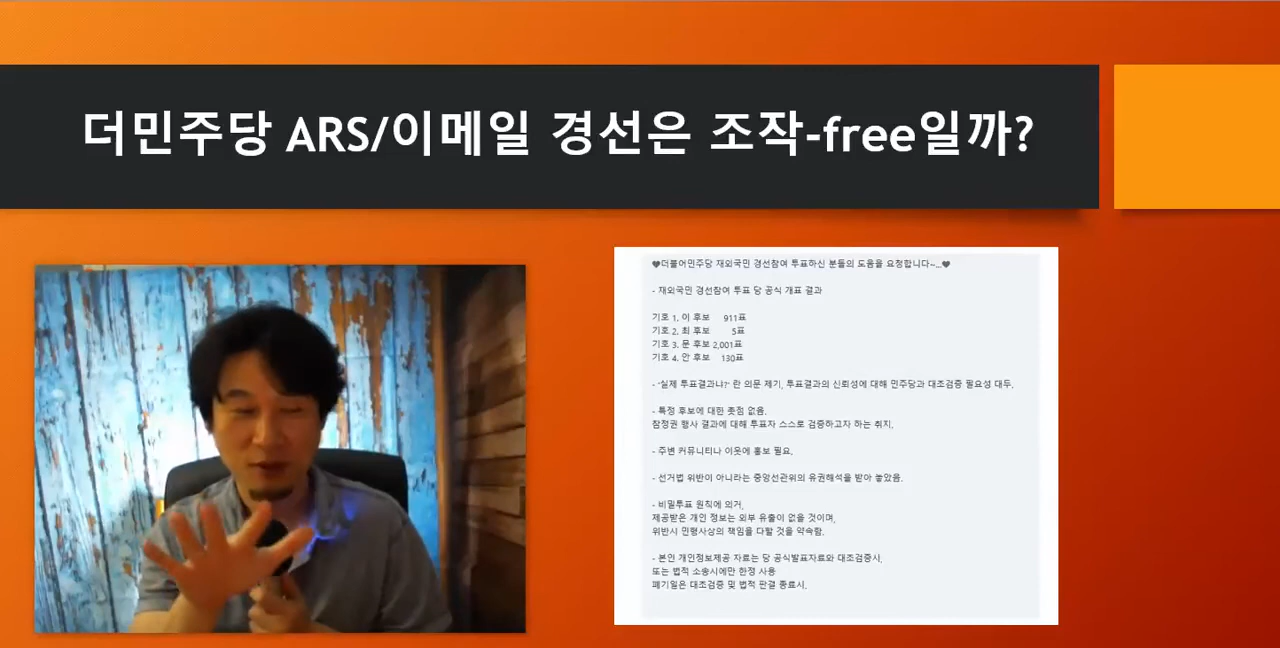 더민주당 ARS/이메일 경선은 조작-free일까?
♥더불어민주당 재외국민 경선참여 투표하신 분들의 도움을 요청합니다~...♥
- 재외국민 경선참여 투표 당 공식 개표 결과
기호 1. 이 후보 911표
기호 2. 최 후보 5표
기호 3. 문 후보 2,001표
기호 4. 안 후보 130표
- "실제 투표결과냐?" 란 의문 제기, 투표결과의 신뢰성에 대해 민주당과 대조검증 필요성 대두.
- 특정 후보에 대한 촛점 없음.
참정권 행사 결과에 대해 투표자 스스로 검증하고자 하는 취지.
- 주변 커뮤니티나 이웃에 홍보 필요.
- 선거법 위반이 아니라는 중앙선관위의 유권해석을 받아 놓았음.
- 비밀투표 원칙에 의거,
제공받은 개인 정보는 외부 유출이 없을 것이며,
위반시 민형사상의 책임을 다할 것을 약속함.
- 본인 개인정보제공 자료는 당 공식발표자료와 대조검증시,
또는 법적 소송시에만 한정 사용
폐기일은 대조검증 및 법적 판결 종료시.